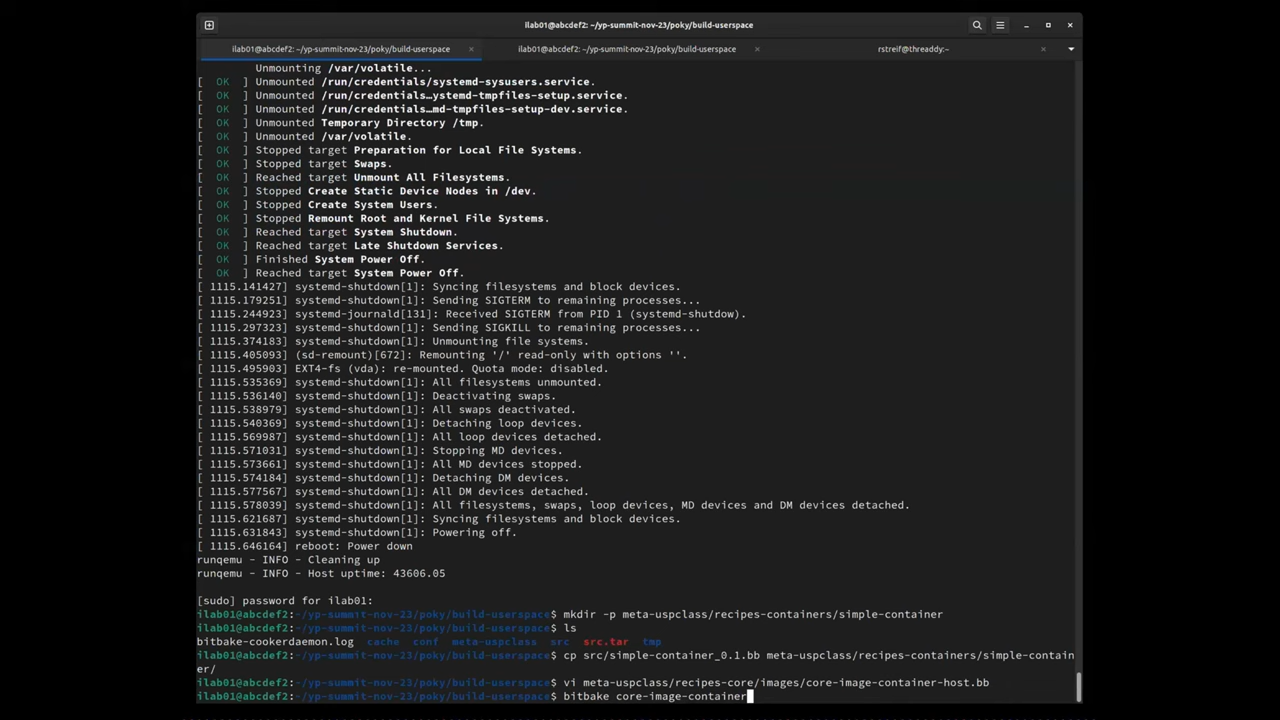 ilab01@abcdef2: ~/yp-summit-nov-23/poky/build-userspace
ilab01@abcdef2: ~/yp-summit-nov-23/poky/build-userspace × ilab01@abcdef2: ~/yp-summit-nov-23/poky/build-userspace × rstreif@threaddy:~ ×
Unmounting /var/volatile...
[  OK  ] Unmounted /run/credentials/systemd-sysusers.service.
[  OK  ] Unmounted /run/credentials…ystemd-tmpfiles-setup.service.
[  OK  ] Unmounted /run/credentials…md-tmpfiles-setup-dev.service.
[  OK  ] Unmounted Temporary Directory /tmp.
[  OK  ] Unmounted /var/volatile.
[  OK  ] Stopped target Preparation for Local File Systems.
[  OK  ] Stopped target Swaps.
[  OK  ] Reached target Unmount All Filesystems.
[  OK  ] Stopped Create Static Device Nodes in /dev.
[  OK  ] Stopped Create System Users.
[  OK  ] Stopped Remount Root and Kernel File Systems.
[  OK  ] Reached target System Shutdown.
[  OK  ] Reached target Late Shutdown Services.
[  OK  ] Finished System Power Off.
[  OK  ] Reached target System Power Off.
[ 1115.141427] systemd-shutdown[1]: Syncing filesystems and block devices.
[ 1115.179251] systemd-shutdown[1]: Sending SIGTERM to remaining processes...
[ 1115.244923] systemd-journald[131]: Received SIGTERM from PID 1 (systemd-shutdow).
[ 1115.297323] systemd-shutdown[1]: Sending SIGKILL to remaining processes...
[ 1115.374183] systemd-shutdown[1]: Unmounting file systems.
[ 1115.405093] (sd-remount)[672]: Remounting '/' read-only with options ''.
[ 1115.495903] EXT4-fs (vda): re-mounted. Quota mode: disabled.
[ 1115.535369] systemd-shutdown[1]: All filesystems unmounted.
[ 1115.536140] systemd-shutdown[1]: Deactivating swaps.
[ 1115.538979] systemd-shutdown[1]: All swaps deactivated.
[ 1115.540369] systemd-shutdown[1]: Detaching loop devices.
[ 1115.569987] systemd-shutdown[1]: All loop devices detached.
[ 1115.571031] systemd-shutdown[1]: Stopping MD devices.
[ 1115.573661] systemd-shutdown[1]: All MD devices stopped.
[ 1115.574184] systemd-shutdown[1]: Detaching DM devices.
[ 1115.577567] systemd-shutdown[1]: All DM devices detached.
[ 1115.578039] systemd-shutdown[1]: All filesystems, swaps, loop devices, MD devices and DM devices detached.
[ 1115.621687] systemd-shutdown[1]: Syncing filesystems and block devices.
[ 1115.631843] systemd-shutdown[1]: Powering off.
[ 1115.646164] reboot: Power down
runqemu - INFO - Cleaning up
runqemu - INFO - Host uptime: 43606.05
[sudo] password for ilab01:
ilab01@abcdef2:~/yp-summit-nov-23/poky/build-userspace$ mkdir -p meta-uspclass/recipes-containers/simple-container
ilab01@abcdef2:~/yp-summit-nov-23/poky/build-userspace$ ls
bitbake-cookerdaemon.log  cache  conf  meta-uspclass  src  src.tar  tmp
ilab01@abcdef2:~/yp-summit-nov-23/poky/build-userspace$ cp src/simple-container_0.1.bb meta-uspclass/recipes-containers/simple-contain
er/
ilab01@abcdef2:~/yp-summit-nov-23/poky/build-userspace$ vi meta-uspclass/recipes-core/images/core-image-container-host.bb
ilab01@abcdef2:~/yp-summit-nov-23/poky/build-userspace$ bitbake core-image-container